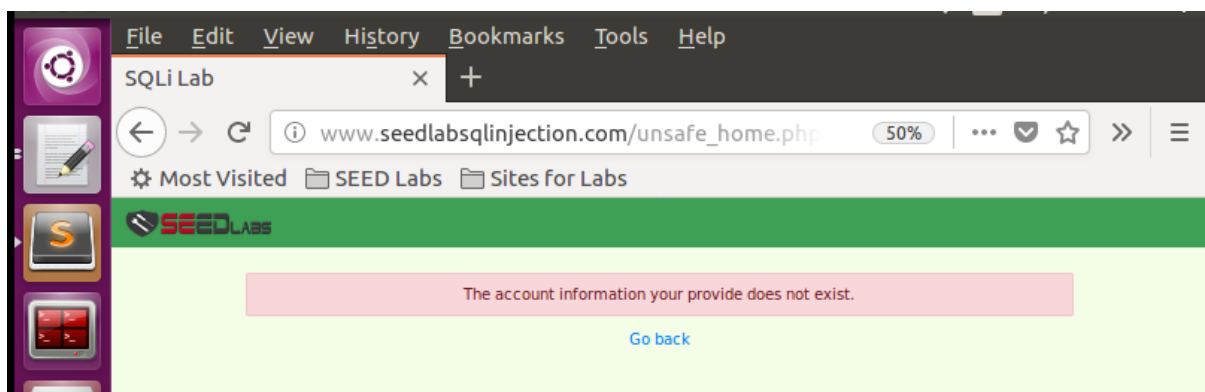 File Edit View History Bookmarks Tools Help
SQLi Lab
www.seedlabsqlinjection.com/unsafe_home.php 50%
Most Visited SEED Labs Sites for Labs
SEEDLABS
The account information your provide does not exist.
Go back